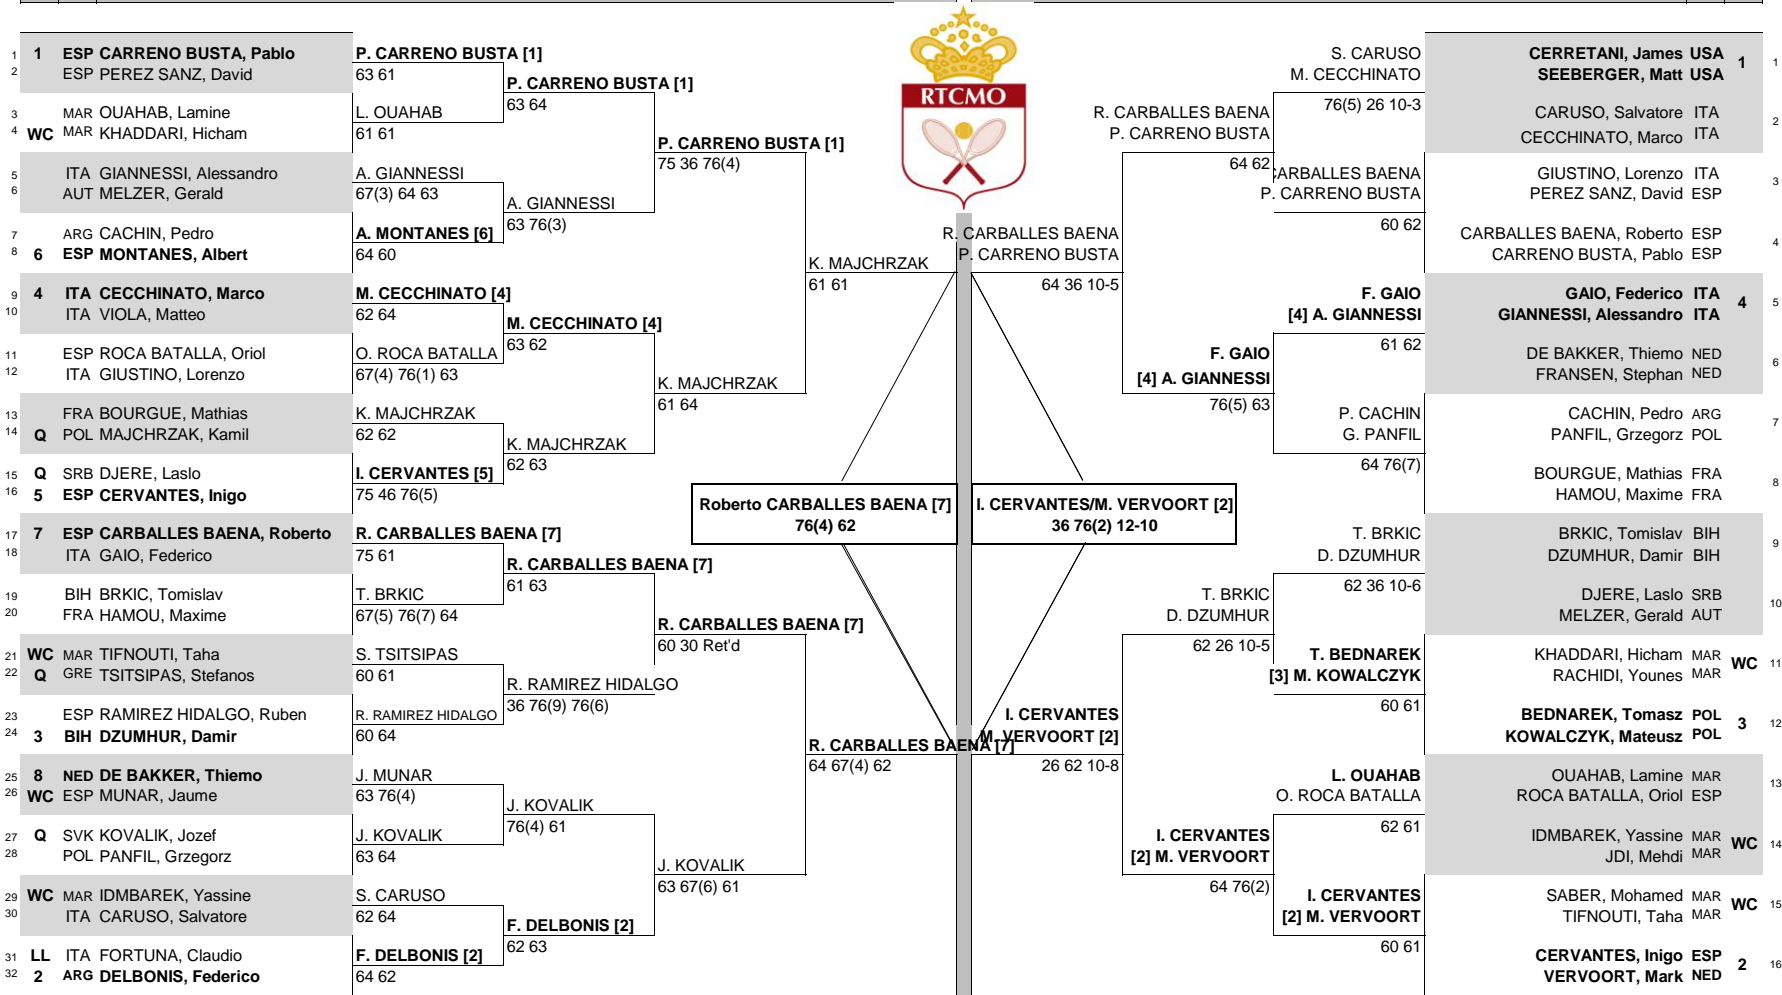 RTCMO
1 1 ESP CARRENO BUSTA, Pablo
2 ESP PEREZ SANZ, David
3 MAR OUAHAB, Lamine
4 WC MAR KHADDARI, Hicham
5 ITA GIANNESSI, Alessandro
6 AUT MELZER, Gerald
7 ARG CACHIN, Pedro
8 6 ESP MONTANES, Albert
9 4 ITA CECCHINATO, Marco
10 ITA VIOLA, Matteo
11 ESP ROCA BATALLA, Oriol
12 ITA GIUSTINO, Lorenzo
13 FRA BOURGUE, Mathias
14 Q POL MAJCHRZAK, Kamil
15 Q SRB DJERE, Laslo
16 5 ESP CERVANTES, Inigo
17 7 ESP CARBALLES BAENA, Roberto
18 ITA GAIO, Federico
19 BIH BRKIC, Tomislav
20 FRA HAMOU, Maxime
21 WC MAR TIFNOUTI, Taha
22 Q GRE TSITSIPAS, Stefanos
23 ESP RAMIREZ HIDALGO, Ruben
24 3 BIH DZUMHUR, Damir
25 8 NED DE BAKKER, Thiemo
26 WC ESP MUNAR, Jaume
27 Q SVK KOVALIK, Jozef
28 POL PANFIL, Grzegorz
29 WC MAR IDMBAREK, Yassine
30 ITA CARUSO, Salvatore
31 LL ITA FORTUNA, Claudio
32 2 ARG DELBONIS, Federico
P. CARRENO BUSTA [1]
63 61
L. OUAHAB
61 61
A. GIANNESSI
67(3) 64 63
A. MONTANES [6]
64 60
M. CECCHINATO [4]
62 64
O. ROCA BATALLA
67(4) 76(1) 63
K. MAJCHRZAK
62 62
I. CERVANTES [5]
75 46 76(5)
R. CARBALLES BAENA [7]
75 61
T. BRKIC
67(5) 76(7) 64
S. TSITSIPAS
60 61
R. RAMIREZ HIDALGO
60 64
J. MUNAR
63 76(4)
J. KOVALIK
63 64
S. CARUSO
62 64
F. DELBONIS [2]
64 62
P. CARRENO BUSTA [1]
63 64
A. GIANNESSI
63 76(3)
M. CECCHINATO [4]
63 62
K. MAJCHRZAK
62 63
R. CARBALLES BAENA [7]
61 63
R. RAMIREZ HIDALGO
36 76(9) 76(6)
J. KOVALIK
76(4) 61
F. DELBONIS [2]
62 63
P. CARRENO BUSTA [1]
75 36 76(4)
K. MAJCHRZAK
61 64
R. CARBALLES BAENA [7]
60 30 Ret'd
J. KOVALIK
63 67(6) 61
K. MAJCHRZAK
61 61
R. CARBALLES BAENA [7]
64 67(4) 62
Roberto CARBALLES BAENA [7]
76(4) 62
I. CERVANTES/M. VERVOORT [2]
36 76(2) 12-10
R. CARBALLES BAENA
P. CARRENO BUSTA
64 36 10-5
I. CERVANTES
M. VERVOORT [2]
26 62 10-8
R. CARBALLES BAENA
P. CARRENO BUSTA
64 62
F. GAIO
[4] A. GIANNESSI
76(5) 63
T. BRKIC
D. DZUMHUR
62 26 10-5
I. CERVANTES
[2] M. VERVOORT
64 76(2)
S. CARUSO
M. CECCHINATO
76(5) 26 10-3
CARBALLES BAENA
P. CARRENO BUSTA
60 62
F. GAIO
[4] A. GIANNESSI
61 62
P. CACHIN
G. PANFIL
64 76(7)
T. BRKIC
D. DZUMHUR
62 36 10-6
T. BEDNAREK
[3] M. KOWALCZYK
60 61
L. OUAHAB
O. ROCA BATALLA
62 61
I. CERVANTES
[2] M. VERVOORT
60 61
CERRETANI, James USA
SEEBERGER, Matt USA 1 1
CARUSO, Salvatore ITA
CECCHINATO, Marco ITA 2
GIUSTINO, Lorenzo ITA
PEREZ SANZ, David ESP 3
CARBALLES BAENA, Roberto ESP
CARRENO BUSTA, Pablo ESP 4
GAIO, Federico ITA
GIANNESSI, Alessandro ITA 4 5
DE BAKKER, Thiemo NED
FRANSEN, Stephan NED 6
CACHIN, Pedro ARG
PANFIL, Grzegorz POL 7
BOURGUE, Mathias FRA
HAMOU, Maxime FRA 8
BRKIC, Tomislav BIH
DZUMHUR, Damir BIH 9
DJERE, Laslo SRB
MELZER, Gerald AUT 10
KHADDARI, Hicham MAR
RACHIDI, Younes MAR WC 11
BEDNAREK, Tomasz POL
KOWALCZYK, Mateusz POL 3 12
OUAHAB, Lamine MAR
ROCA BATALLA, Oriol ESP 13
IDMBAREK, Yassine MAR
JDI, Mehdi MAR WC 14
SABER, Mohamed MAR
TIFNOUTI, Taha MAR WC 15
CERVANTES, Inigo ESP
VERVOORT, Mark NED 2 16